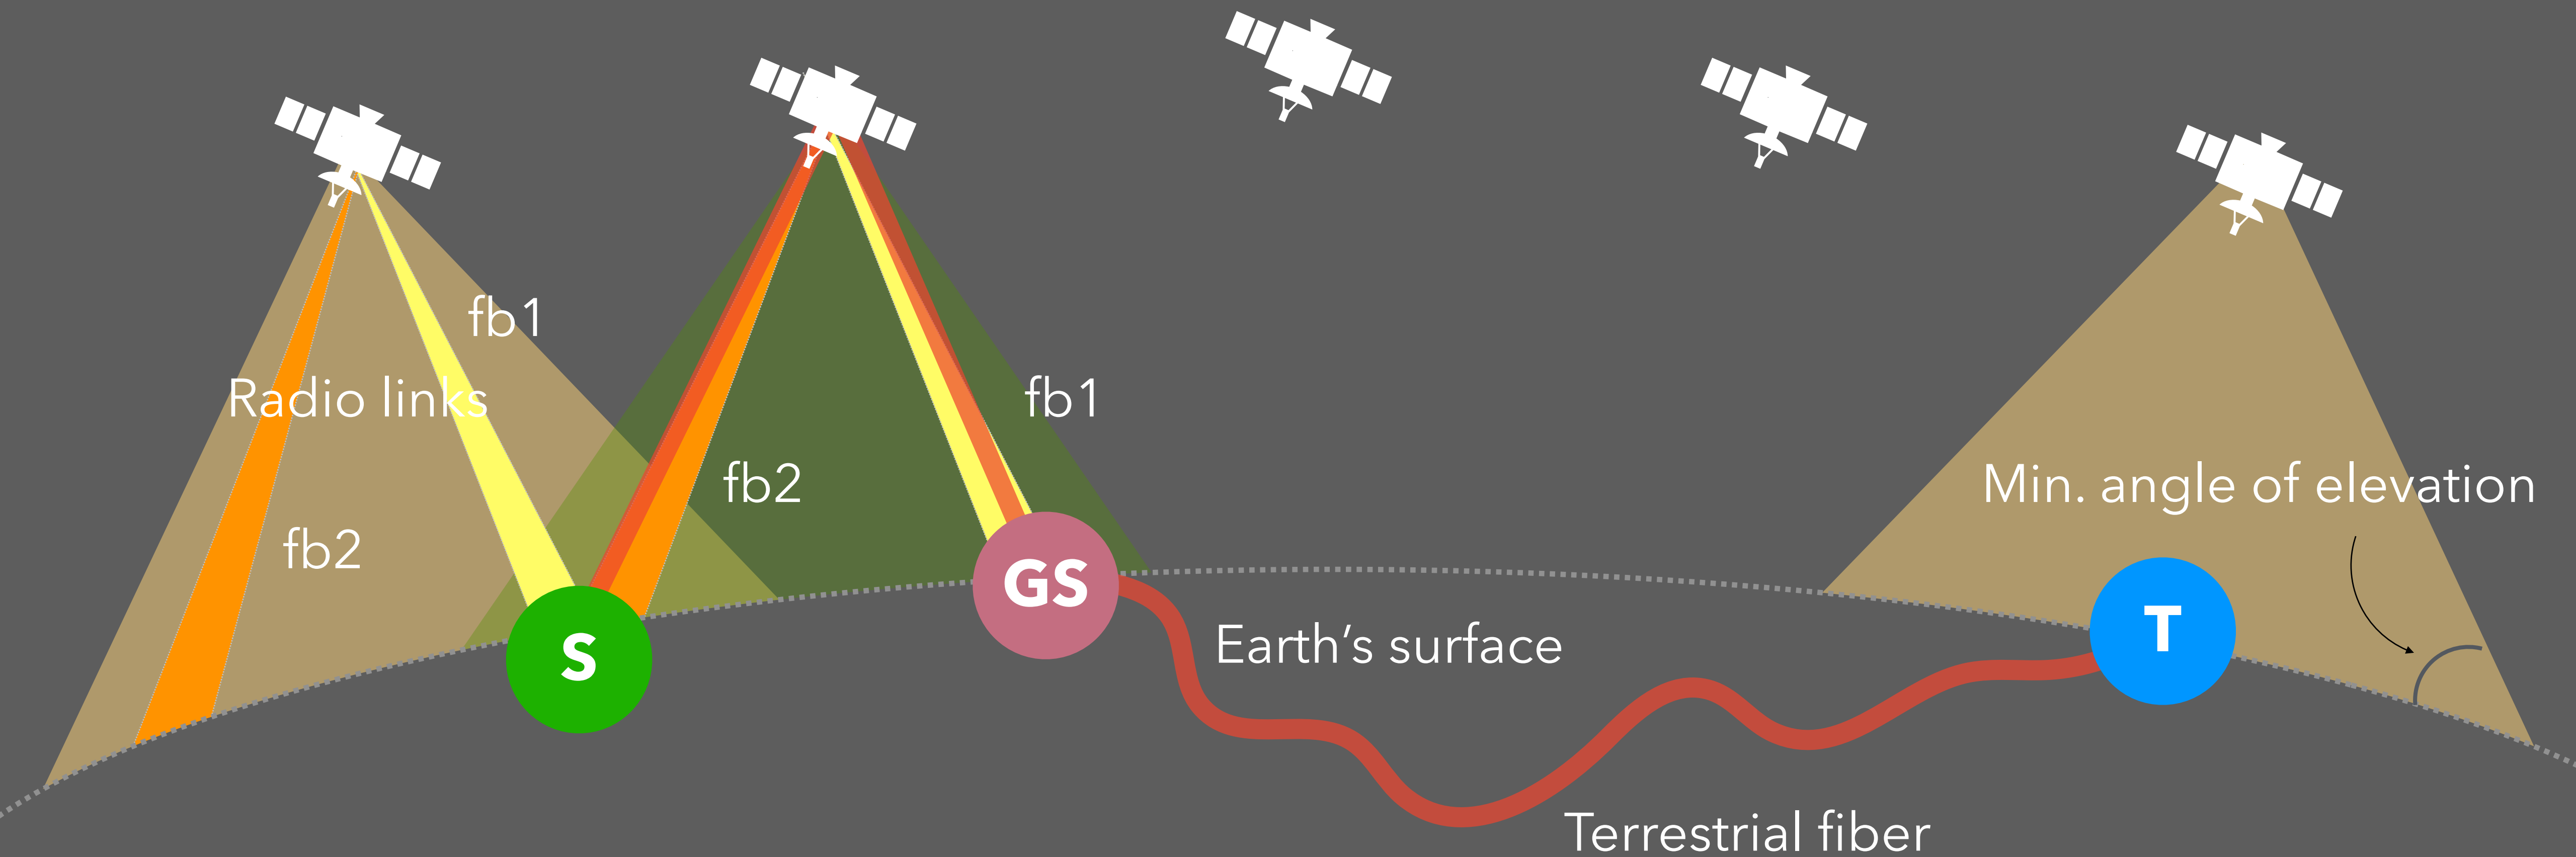 fb1
Radio links
fb1
fb2
Min. angle of elevation
fb2
GS
T
Earth's surface
S
Terrestrial fiber